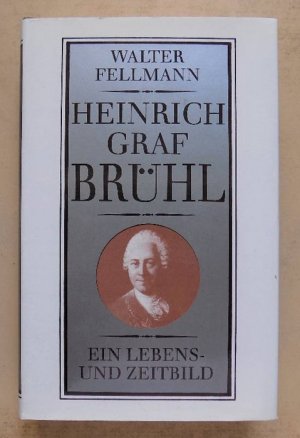 WALTER
FELLMANN
HEINRICH
GRAF
BRÜHL
EIN LEBENS-
UND ZEITBILD